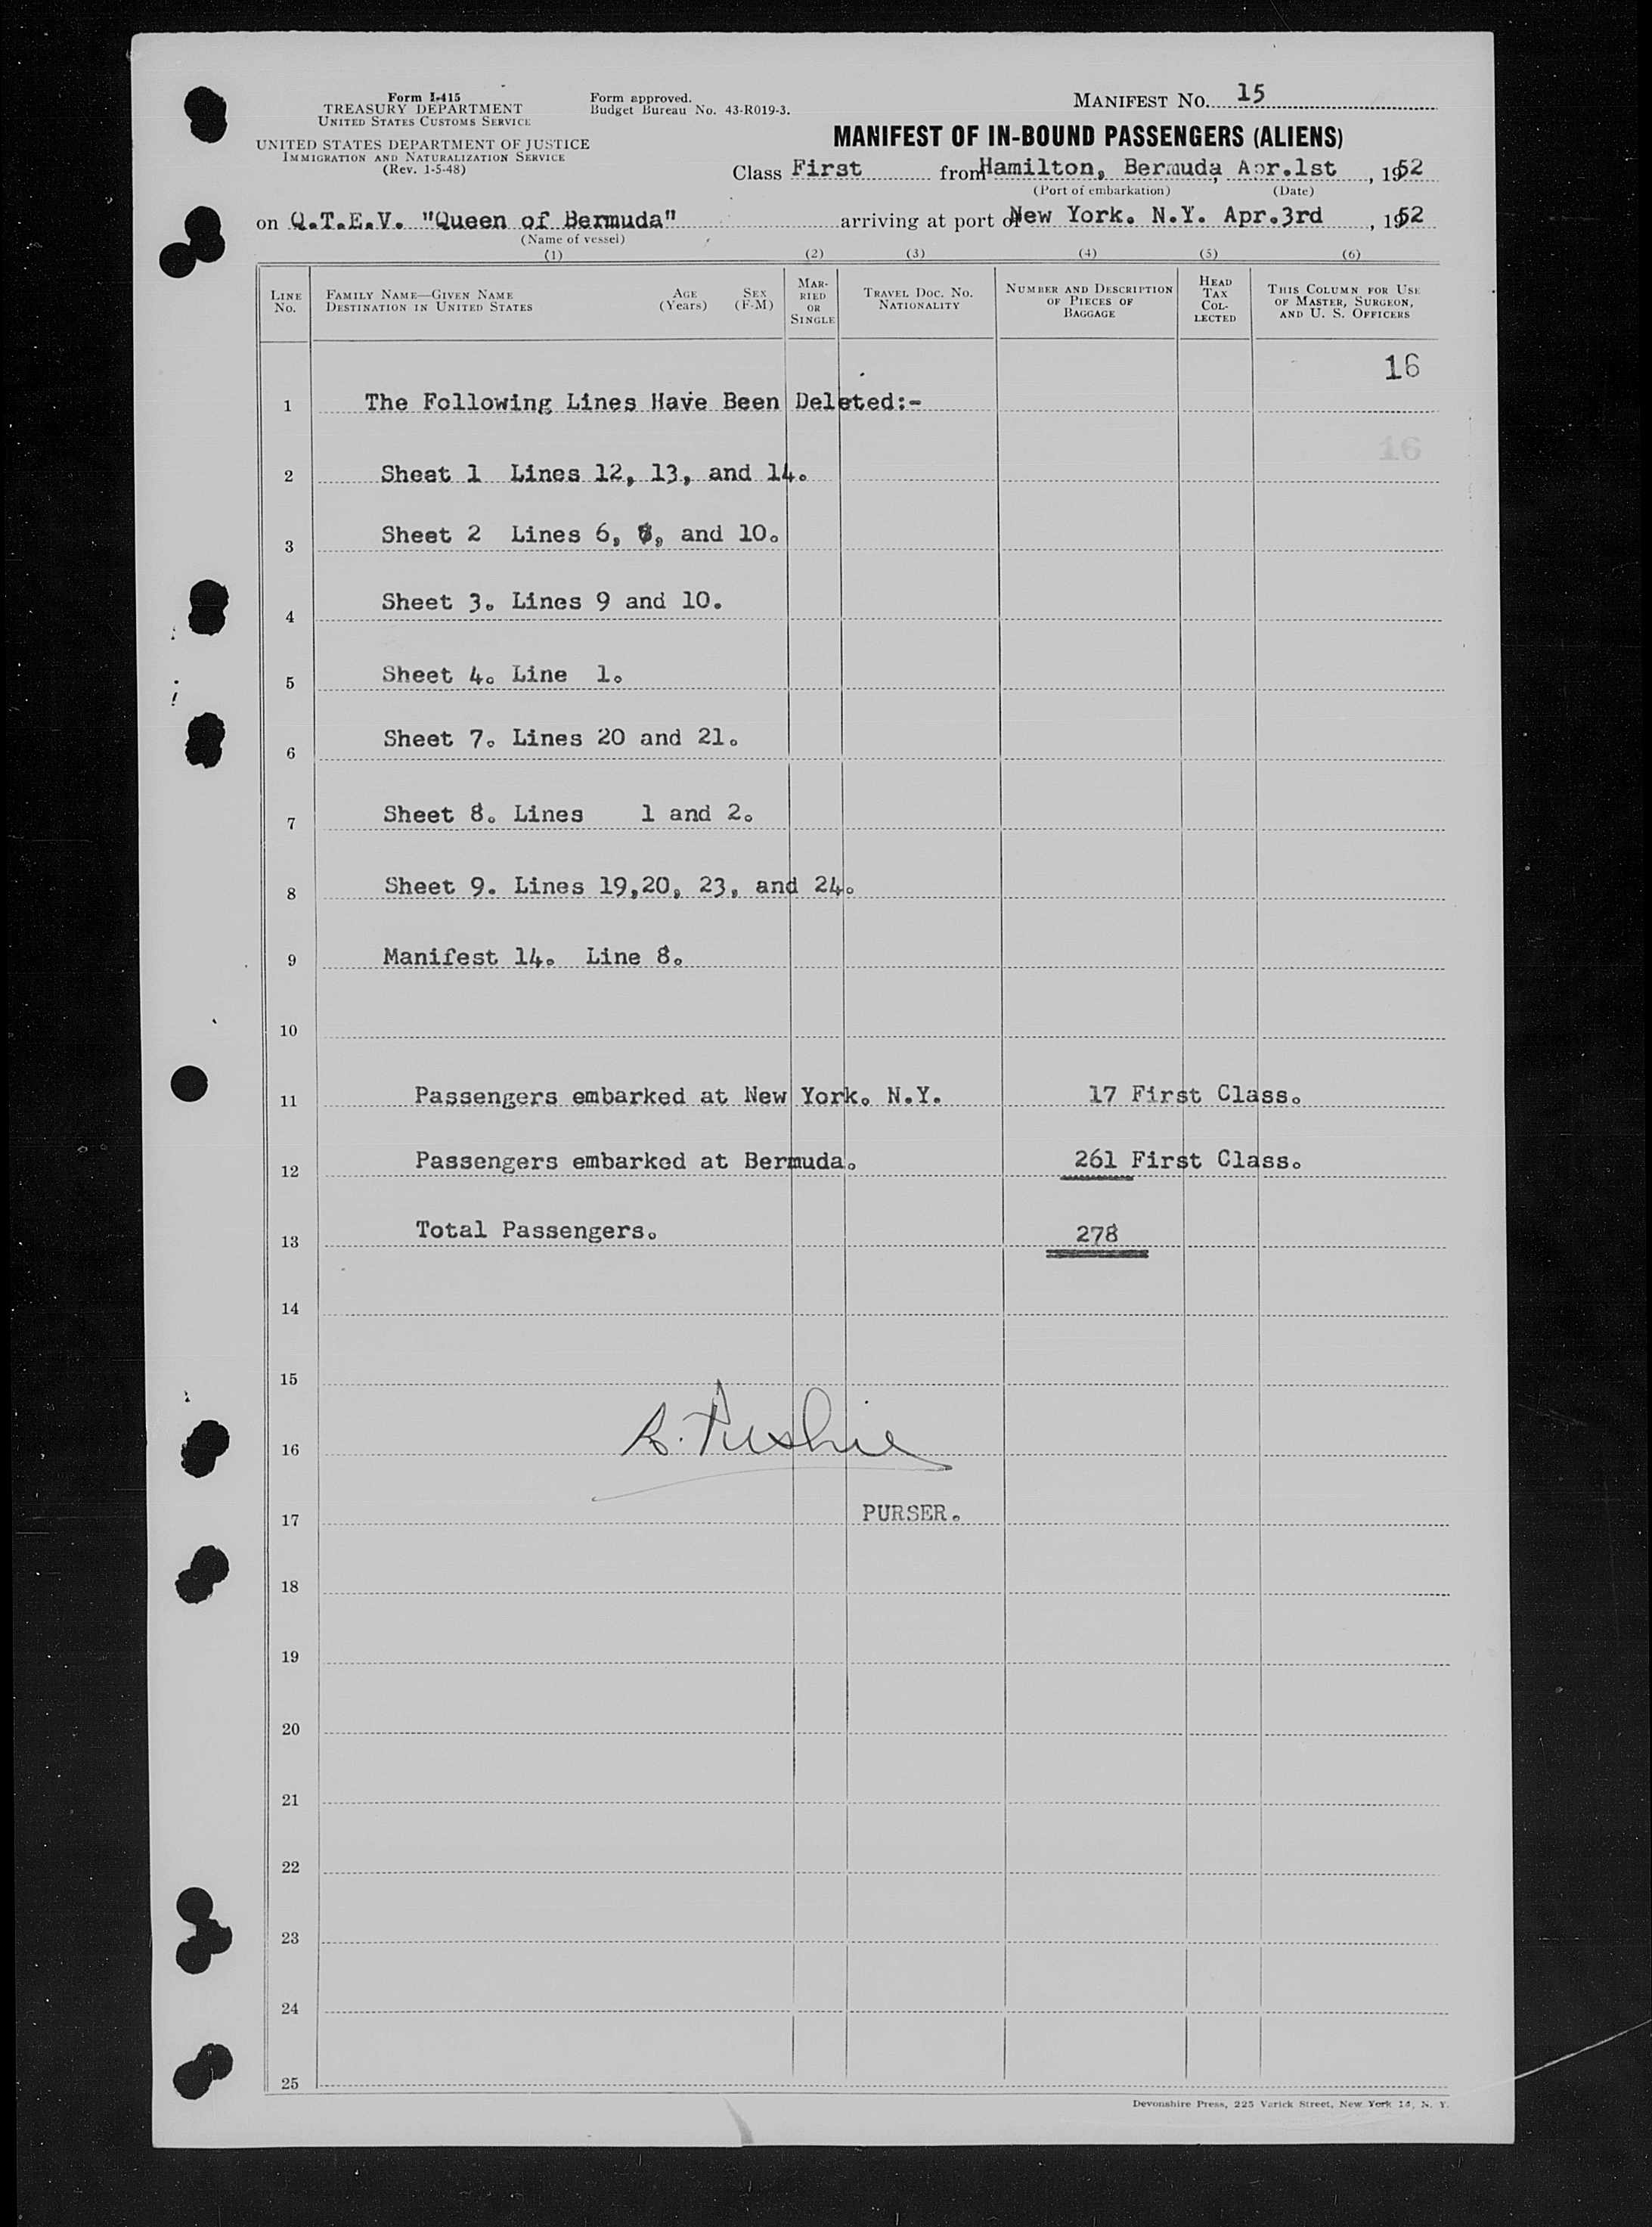 Form I-415
TREASURY DEPARTMENT
UNITED STATES CUSTOMS SERVICE
UNITED STATES DEPARTMENT OF JUSTICE
IMMIGRATION AND NATURALIZATION SERVICE
(Rev. 1-5-48)
Form approved.
Budget Bureau No. 43-R019-3.
MANIFEST NO. 15
MANIFEST OF IN-BOUND PASSENGERS (ALIENS)
Class First from Hamilton, Bermuda, Apr.1st, 1952
(Port of embarkation) (Date)
on Q.T.E.V. "Queen of Bermuda" arriving at port of New York. N.Y. Apr.3rd, 1952
(Name of vessel)
(1) (2) (3) (4) (5) (6)
LINE NO.
FAMILY NAME—GIVEN NAME AGE SEX
DESTINATION IN UNITED STATES (Years) (F-M)
MARRIED OR SINGLE
TRAVEL DOC. NO. NATIONALITY
NUMBER AND DESCRIPTION OF PIECES OF BAGGAGE
HEAD TAX COLLECTED
THIS COLUMN FOR USE OF MASTER, SURGEON, AND U. S. OFFICERS
16
1 The Following Lines Have Been Deleted:-
16
2 Sheet 1 Lines 12, 13, and 14.
3 Sheet 2 Lines 6, 8, and 10.
4 Sheet 3. Lines 9 and 10.
5 Sheet 4. Line 1.
6 Sheet 7. Lines 20 and 21.
7 Sheet 8. Lines 1 and 2.
8 Sheet 9. Lines 19,20, 23, and 24.
9 Manifest 14. Line 8.
10
11 Passengers embarked at New York. N.Y. 17 First Class.
12 Passengers embarked at Bermuda. 261 First Class.
13 Total Passengers. 278
14
15
16
17 PURSER.
18
19
20
21
22
23
24
25
Devonshire Press, 225 Varick Street, New York 14, N. Y.